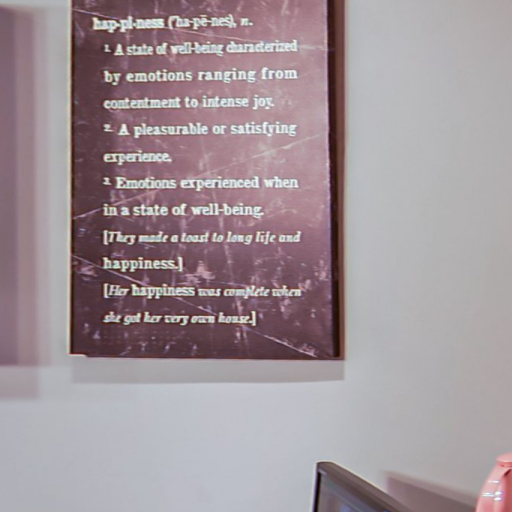 hap·pi·ness (ˈha-pē-nes), n.
1. A state of well-being characterized
by emotions ranging from
contentment to intense joy.
2. A pleasurable or satisfying
experience.
3. Emotions experienced when
in a state of well-being.
[They made a toast to long life and
happiness.]
[Her happiness was complete when
she got her very own house.]